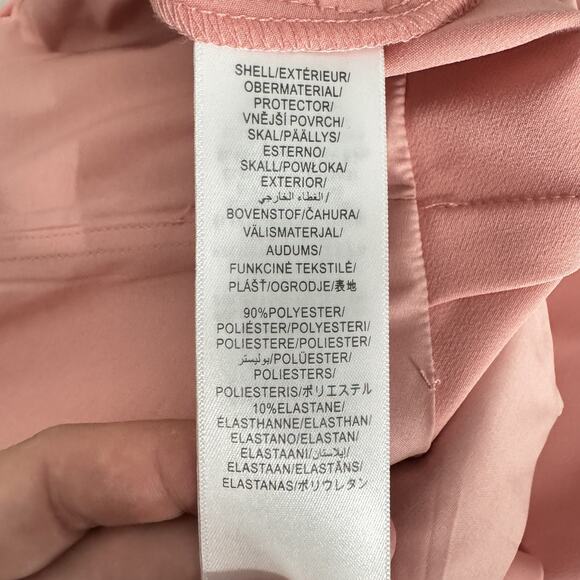 SHELL/EXTÉRIEUR/
OBERMATERIAL/
PROTECTOR/
VNĚJŠÍ POVRCH/
SKAL/PÄÄLLYS/
ESTERNO/
SKALL/POWŁOKA/
EXTERIOR/
الغطاء الخارجي/
BOVENSTOF/ČAHURA/
VÄLISMATERJAL/
AUDUMS/
FUNKCINĖ TEKSTILĖ/
PLÁŠŤ/OGRODJE/表地
90%POLYESTER/
POLIÉSTER/POLYESTERI/
POLIESTERE/POLIESTER/
بوليستر/POLÜESTER/
POLIESTERS/
POLIESTERIS/ポリエステル
10%ELASTANE/
ÉLASTHANNE/ELASTHAN/
ELASTANO/ELASTAN/
ELASTAANI/إيلاستان/
ELASTAAN/ELASTĀNS/
ELASTANAS/ポリウレタン